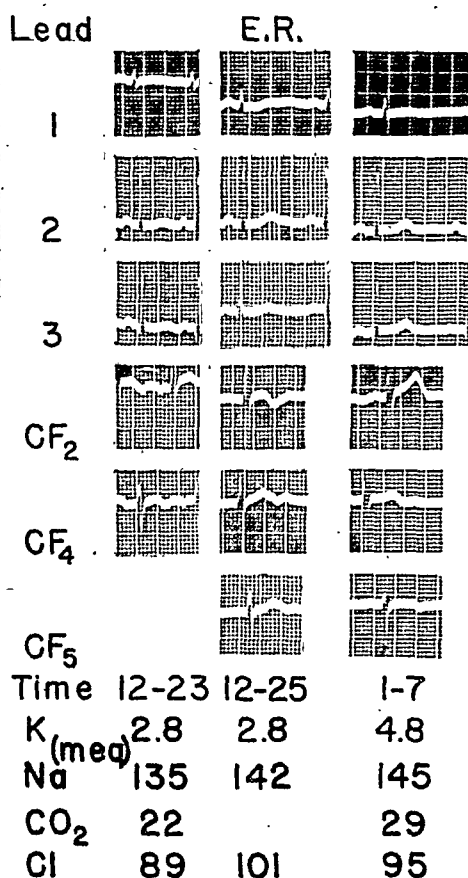 Lead E.R.
1
2
3
CF2
CF4
CF5
Time 12-23 12-25 1-7
K (meq) 2.8 2.8 4.8
Na 135 142 145
CO2 22 29
Cl 89 101 95